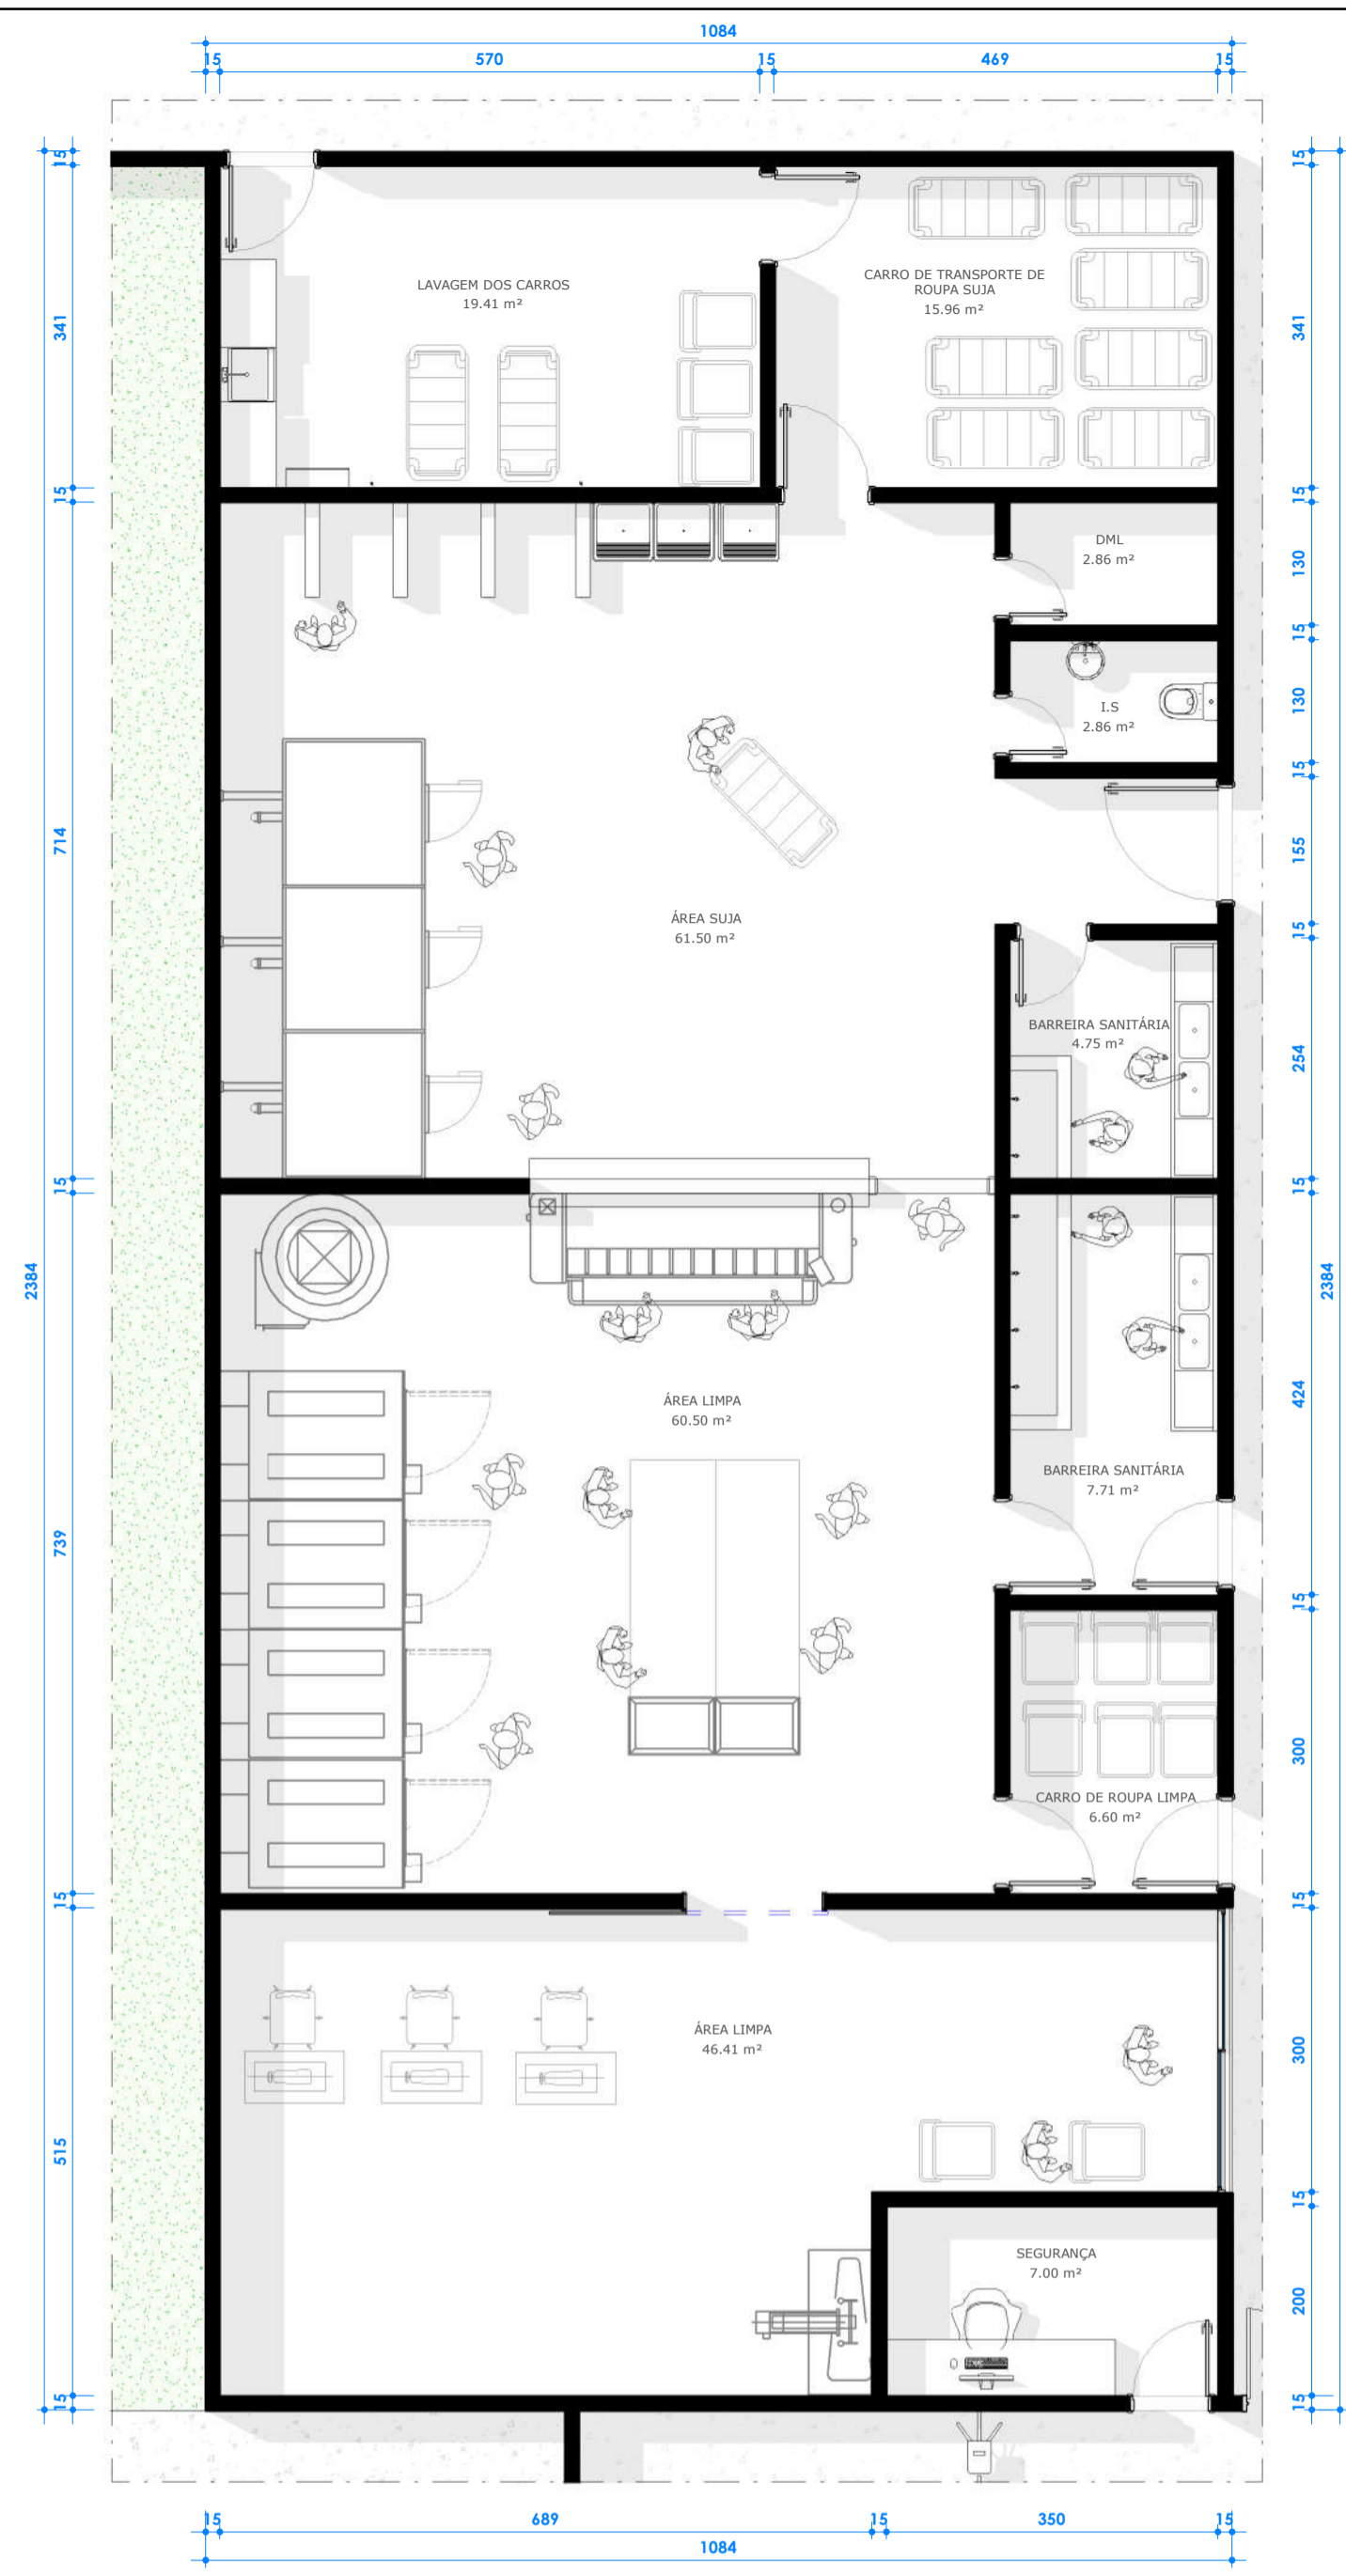 1084
15
570
15
469
15
15
15
LAVAGEM DOS CARROS
19.41 m²
CARRO DE TRANSPORTE DE
ROUPA SUJA
15.96 m²
341
341
15
15
DML
2.86 m²
130
15
I.S
2.86 m²
130
15
714
155
ÁREA SUJA
61.50 m²
15
BARREIRA SANITÁRIA
4.75 m²
254
15
15
2384
2384
ÁREA LIMPA
60.50 m²
424
BARREIRA SANITÁRIA
7.71 m²
739
15
300
CARRO DE ROUPA LIMPA
6.60 m²
15
15
ÁREA LIMPA
46.41 m²
300
515
15
SEGURANÇA
7.00 m²
200
15
15
15
689
15
350
15
1084